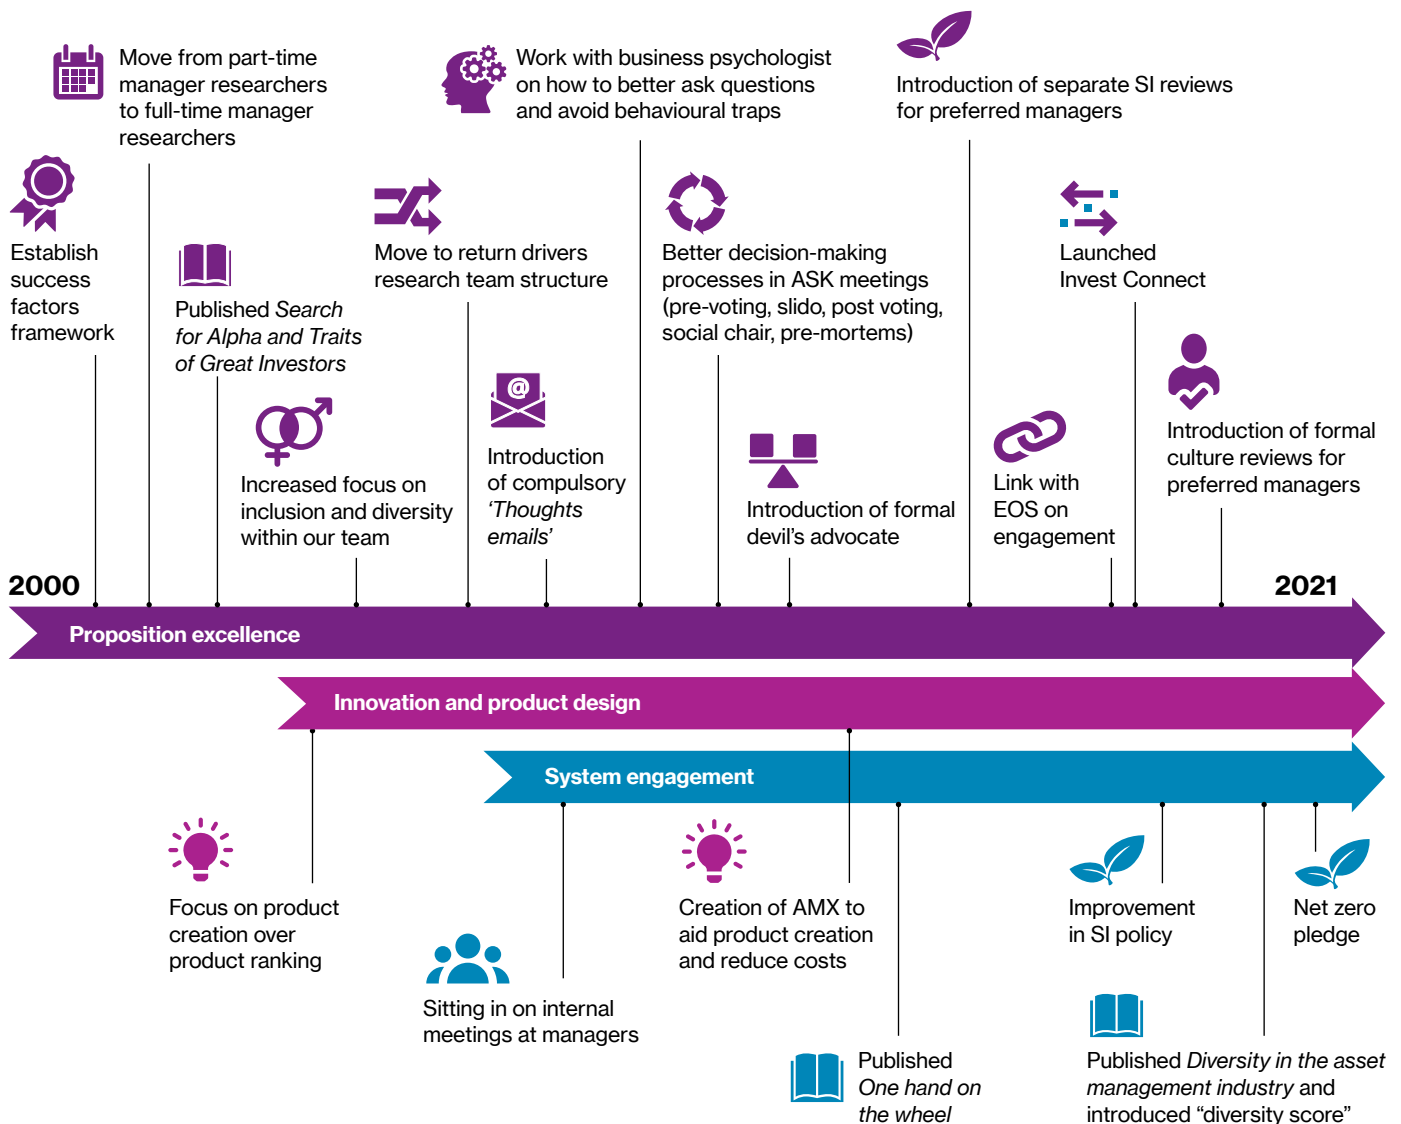 Move from part-time
manager researchers
to full-time manager
researchers
Work with business psychologist
on how to better ask questions
and avoid behavioural traps
Introduction of separate SI reviews
for preferred managers
Establish
success
factors
framework
Published Search
for Alpha and Traits
of Great Investors
Move to return drivers
research team structure
Better decision-making
processes in ASK meetings
(pre-voting, slido, post voting,
social chair, pre-mortems)
Launched
Invest Connect
Increased focus on
inclusion and diversity
within our team
@
Introduction
of compulsory
‘Thoughts
emails’
Introduction of formal
devil’s advocate
Link with
EOS on
engagement
Introduction of formal
culture reviews for
preferred managers
2000
2021
Proposition excellence
Innovation and product design
System engagement
Focus on product
creation over
product ranking
Sitting in on internal
meetings at managers
Creation of AMX to
aid product creation
and reduce costs
Published
One hand on
the wheel
Improvement
in SI policy
Net zero
pledge
Published Diversity in the asset
management industry and
introduced “diversity score”